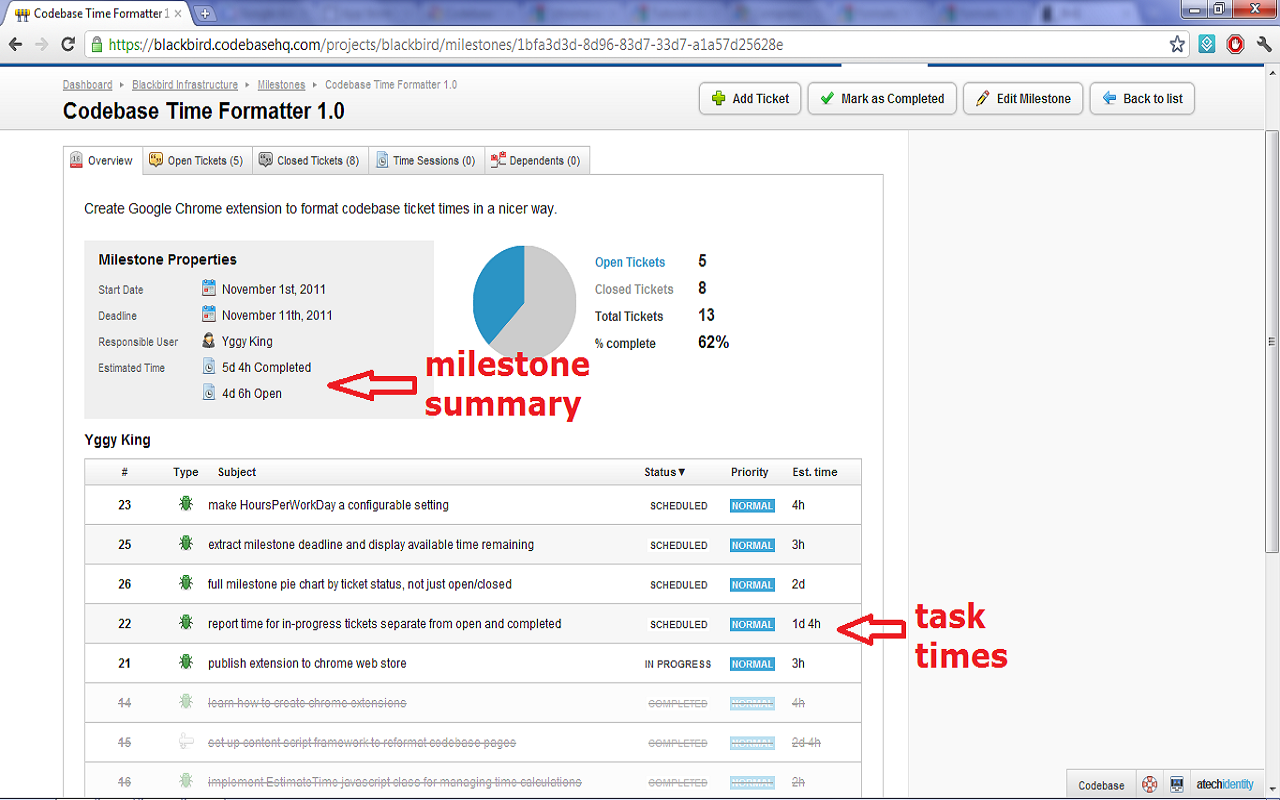 Codebase Time Formatter 1
https://blackbird.codebasehq.com/projects/blackbird/milestones/1bfa3d3d-8d96-83d7-33d7-a1a57d25628e
Dashboard Blackbird Infrastructure Milestones Codebase Time Formatter 1.0
Codebase Time Formatter 1.0
Add Ticket Mark as Completed Edit Milestone Back to list
Overview Open Tickets (5) Closed Tickets (8) Time Sessions (0) Dependents (0)
Create Google Chrome extension to format codebase ticket times in a nicer way.
Milestone Properties
Start Date November 1st, 2011
Deadline November 11th, 2011
Responsible User Yggy King
Estimated Time 5d 4h Completed
4d 6h Open
Open Tickets 5
Closed Tickets 8
Total Tickets 13
% complete 62%
milestone
summary
Yggy King
# Type Subject Status▼ Priority Est. time
23 make HoursPerWorkDay a configurable setting SCHEDULED NORMAL 4h
25 extract milestone deadline and display available time remaining SCHEDULED NORMAL 3h
26 full milestone pie chart by ticket status, not just open/closed SCHEDULED NORMAL 2d
22 report time for in-progress tickets separate from open and completed SCHEDULED NORMAL 1d 4h
task
times
21 publish extension to chrome web store IN PROGRESS NORMAL 3h
14 learn how to create chrome extensions COMPLETED NORMAL 4h
15 set up content script framework to reformat codebase pages COMPLETED NORMAL 2d 4h
16 implement EstimateTime javascript class for managing time calculations COMPLETED NORMAL 2h
Codebase atechidentity